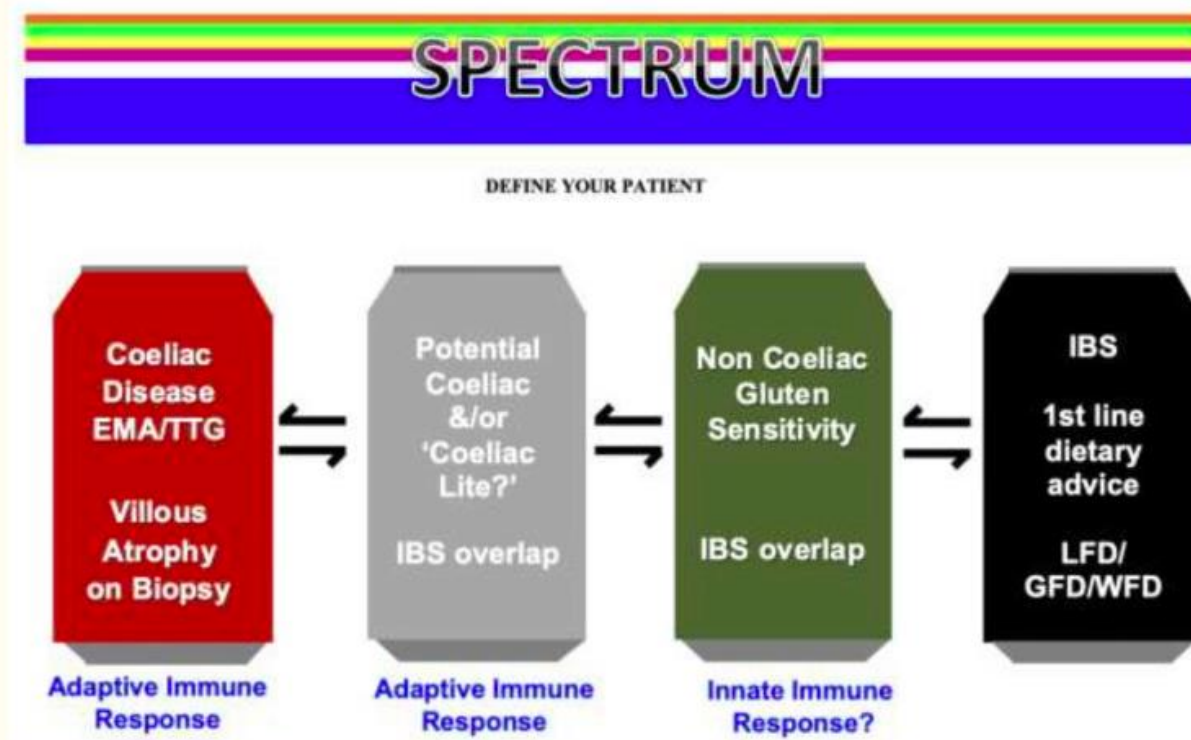 SPECTRUM
DEFINE YOUR PATIENT
Coeliac
Disease
EMA/TTG
Villous
Atrophy
on Biopsy
Adaptive Immune
Response
Potential
Coeliac
&/or
‘Coeliac
Lite?’
IBS overlap
Adaptive Immune
Response
Non Coeliac
Gluten
Sensitivity
IBS overlap
Innate Immune
Response?
IBS
1st line
dietary
advice
LFD/
GFD/WFD